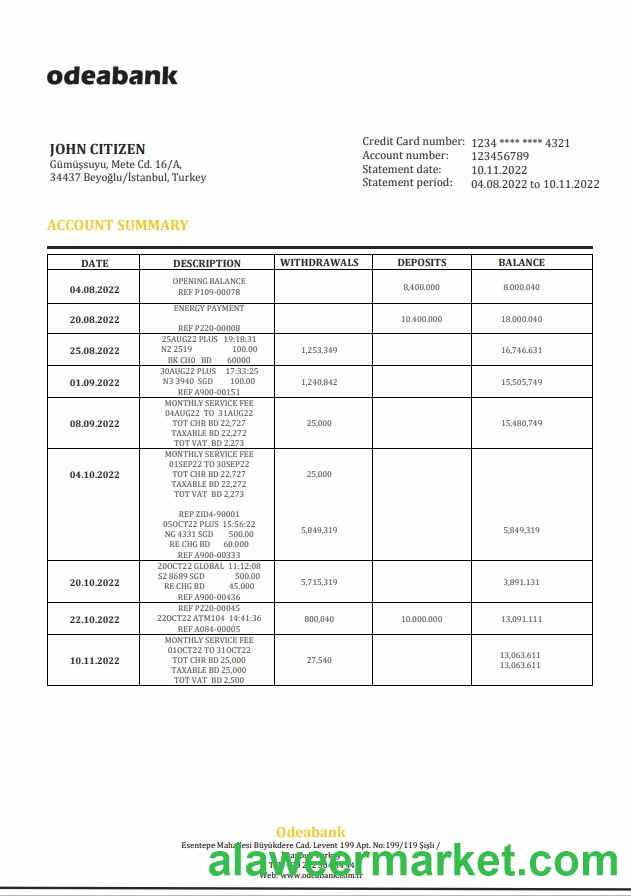 odeabank
JOHN CITIZEN
Gümüşsuyu, Mete Cd. 16/A,
34437 Beyoğlu/İstanbul, Turkey
Credit Card number: 1234 **** **** 4321
Account number: 123456789
Statement date: 10.11.2022
Statement period: 04.08.2022 to 10.11.2022
ACCOUNT SUMMARY
DATE DESCRIPTION WITHDRAWALS DEPOSITS BALANCE
OPENING BALANCE
04.08.2022 REF P109-00078 8,400.000 8.000.040
ENERGY PAYMENT
20.08.2022 10.400.000 18.000.040
REF P220-00008
25AUG22 PLUS 19:18:31
25.08.2022 N2 2519 100.00 1,253,349 16,746.631
BK CH0 BD 60000
30AUG22 PLUS 17:33:25
01.09.2022 N3 3940 SGD 100.00 1,240,842 15,505,749
REF A900-00151
MONTHLY SERVICE FEE
04AUG22 TO 31AUG22
08.09.2022 TOT CHR BD 22,727 25,000 15,480,749
TAXABLE BD 22,272
TOT VAT BD 2,273
MONTHLY SERVICE FEE
01SEP22 TO 30SEP22
04.10.2022 TOT CHR BD 22,727 25,000
TAXABLE BD 22,272
TOT VAT BD 2,273
REP ZID4-90001
05OCT22 PLUS 15:56:22
NG 4331 SGD 500.00 5,849,319 5,849,319
RE CHG BD 60.000
REF A900-00333
20OCT22 GLOBAL 11:12:08
S2 8689 SGD 500.00
20.10.2022 RE CHG BD 45.000 5,715,319 3,891.131
REF A900-00436
REF P220-00045
22.10.2022 22OCT22 ATM104 14:41:36 800,040 10.000.000 13,091.111
REF A084-00005
MONTHLY SERVICE FEE
01OCT22 TO 31OCT22
10.11.2022 TOT CHR BD 25,000 27,540 13,063.611
13,063.611
TAXABLE BD 25,000
TOT VAT BD 2,500
Odeabank
Esentepe Mahallesi Büyükdere Cad. Levent 199 Apt. No:199/119 Şişli /
alawoermarket.com
Web: www.odeabank.com.tr